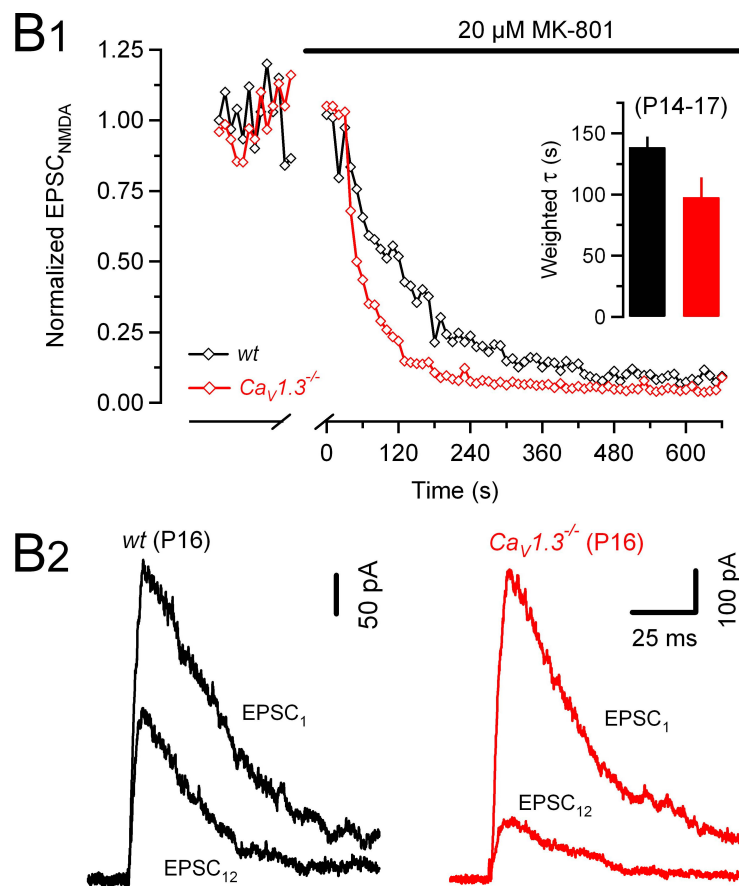 B1
20 µM MK-801
Normalized EPSC_NMDA
1.25
1.00
0.75
0.50
0.25
0.00
wt
Ca_V1.3^-/-
(P14-17)
Weighted τ (s)
150
100
50
0
0 120 240 360 480 600
Time (s)
B2
wt (P16)
50 pA
EPSC_1
EPSC_12
Ca_V1.3^-/- (P16)
100 pA
25 ms
EPSC_1
EPSC_12